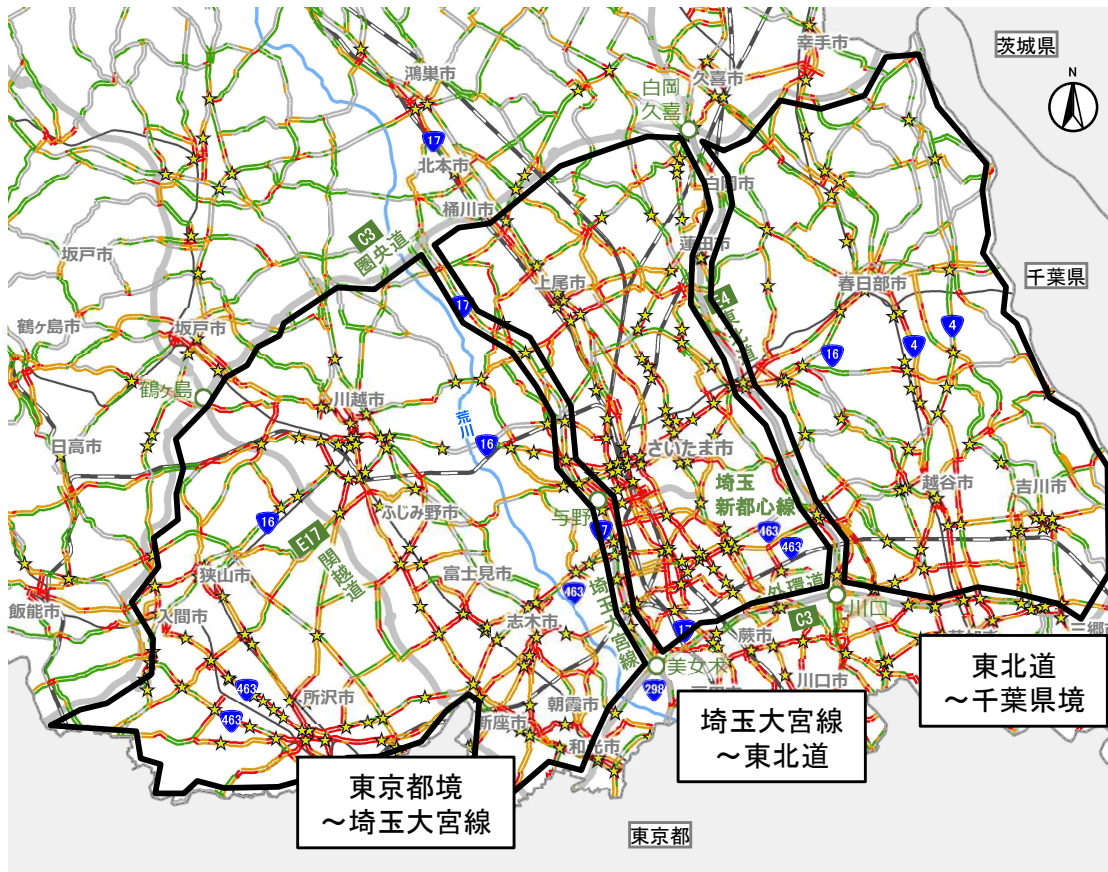 茨城県
幸手市
N
鴻巣市
久喜市
白岡
久喜
17
北本市
白岡市
桶川市
C3
圏央道
蓮田市
坂戸市
上尾市
千葉県
春日部市
17
E4
4
4
鶴ヶ島市
坂戸市
16
鶴ヶ島
川越市
荒川
16
さいたま市
日高市
埼玉
新都心線
越谷市
吉川市
ふじみ野市
与野
16
E17
関越道
463
463
狭山市
富士見市
463
外環道
飯能市
入間市
埼玉大宮線
志木市
17
C3
川口
蕨市
三郷市
美女木
463
463
所沢市
298
川口市
朝霞市
新座市
和光市
東北道
～千葉県境
埼玉大宮線
～東北道
東京都境
～埼玉大宮線
東京都